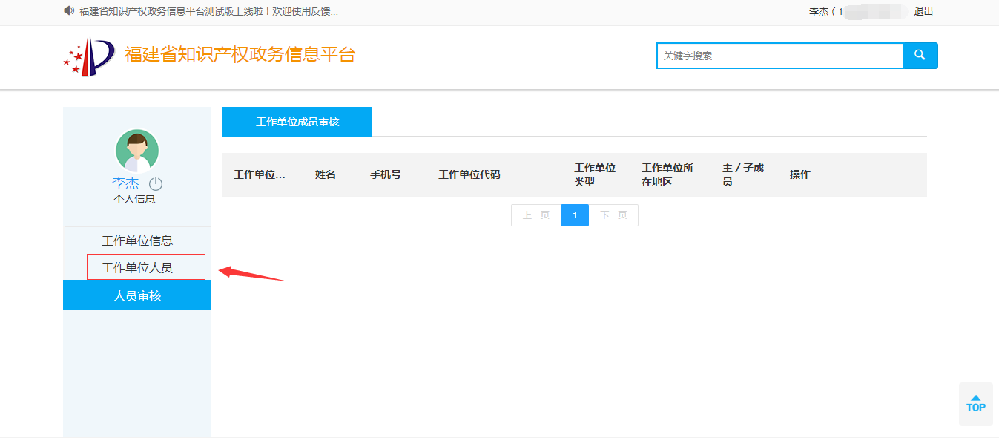 福建省知识产权政务信息平台测试版上线啦！欢迎使用反馈...
李杰（1
退出
福建省知识产权政务信息平台
关键字搜索
李杰
个人信息
工作单位信息
工作单位人员
人员审核
工作单位成员审核
工作单位...
姓名
手机号
工作单位代码
工作单位
类型
工作单位所
在地区
主 / 子成
员
操作
上一页
1
下一页
TOP